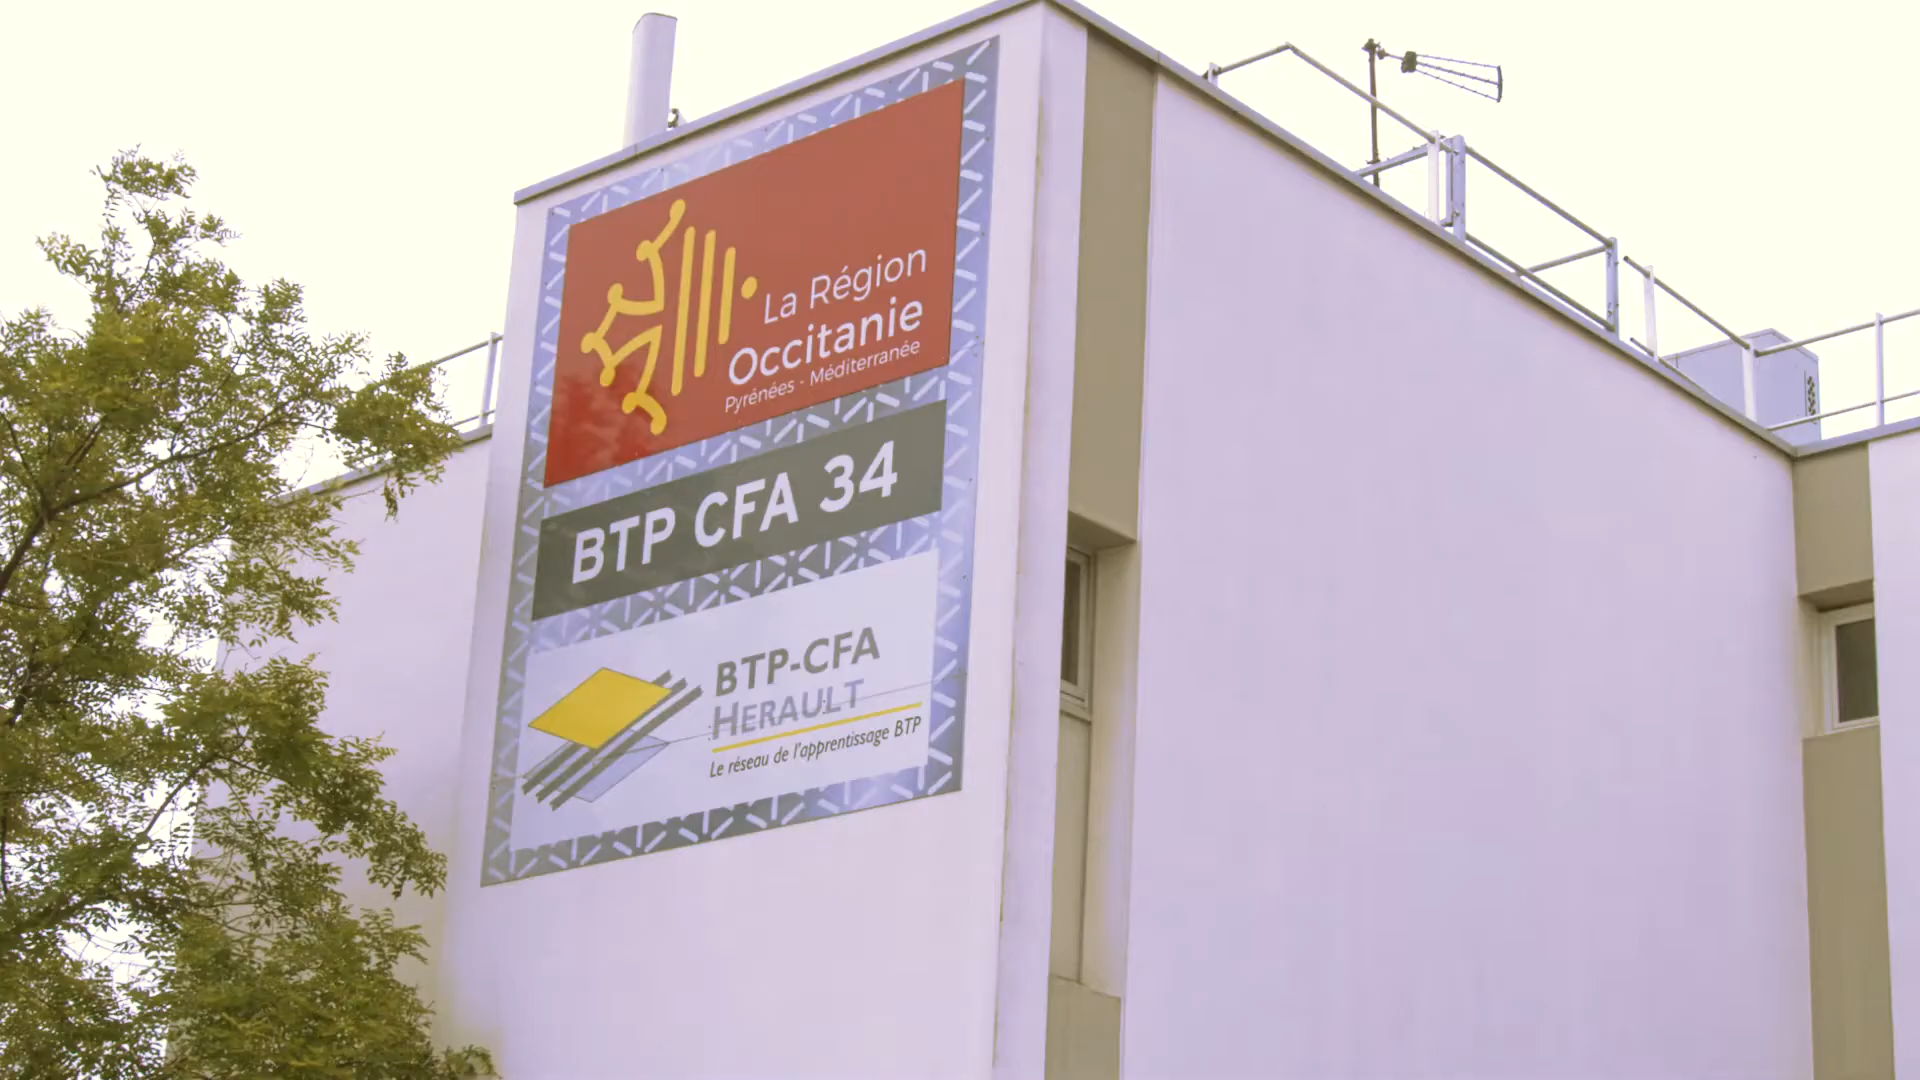 La Région
Occitanie
Pyrénées - Méditerranée
BTP CFA 34
BTP-CFA
HERAULT
Le réseau de l'apprentissage BTP